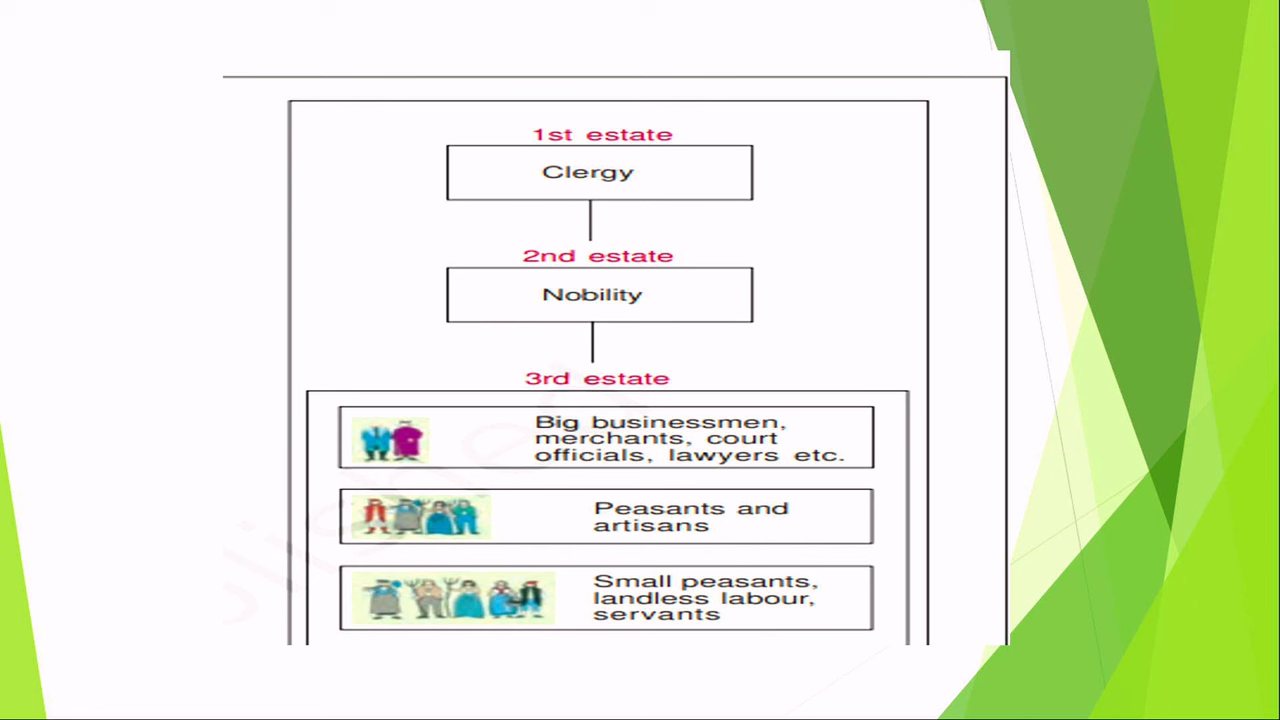 1st estate
Clergy
2nd estate
Nobility
3rd estate
Big businessmen,
merchants, court
officials, lawyers etc.
Peasants and
artisans
Small peasants,
landless labour,
servants